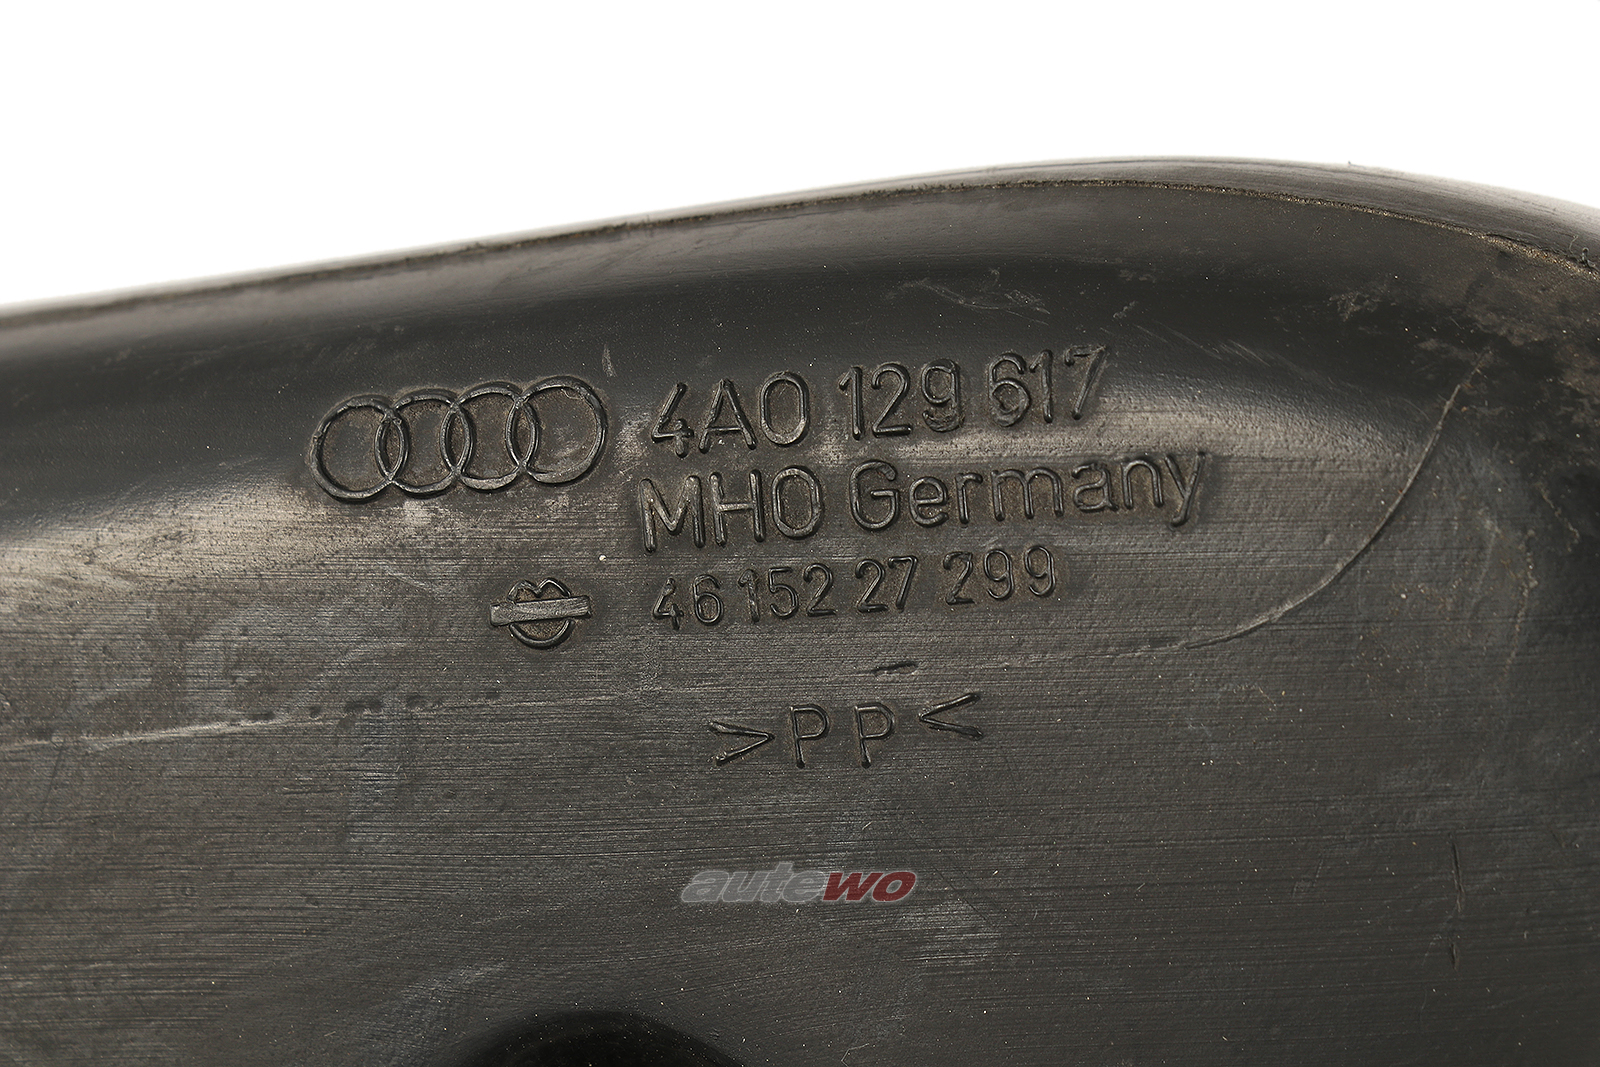 4A0 129 617
MHO Germany
46 152 27 299
>PP<
autewo